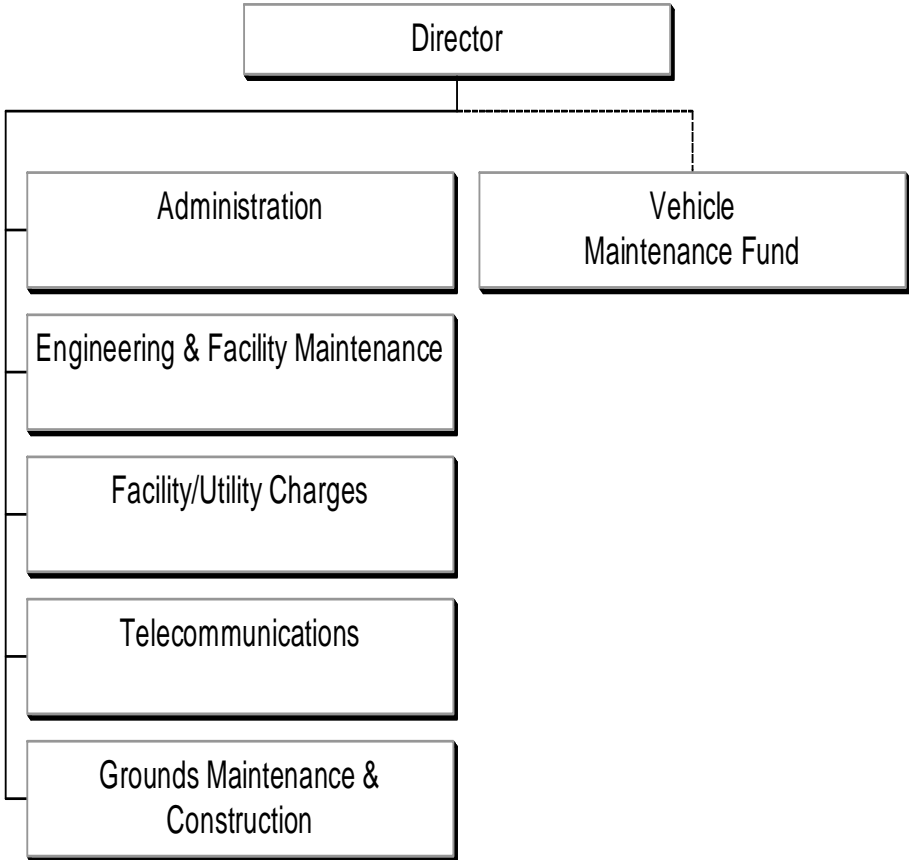 Director
Administration
Vehicle
Maintenance Fund
Engineering & Facility Maintenance
Facility/Utility Charges
Telecommunications
Grounds Maintenance &
Construction